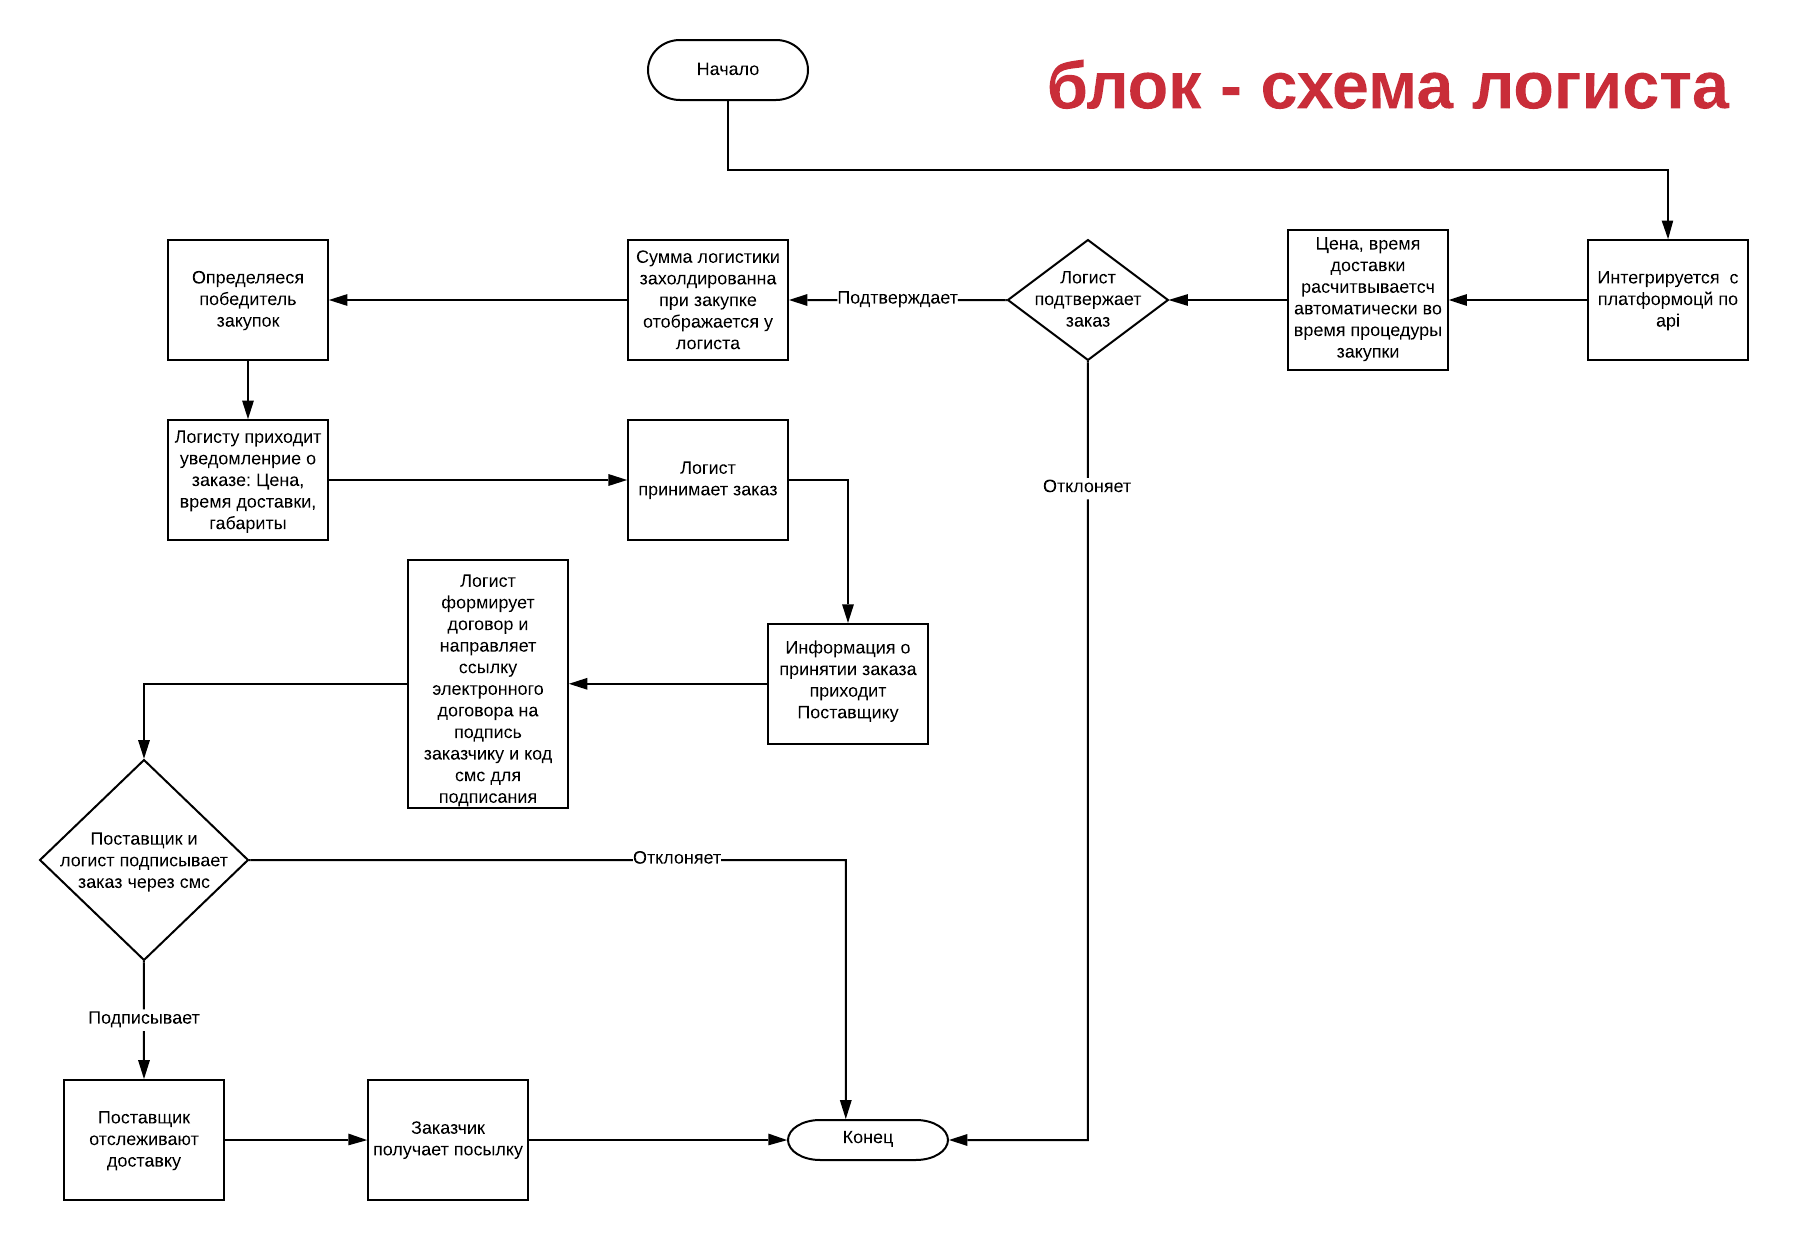 Начало
блок - схема логиста
Интегрируется с
платформоцй по
api
Цена, время
доставки
расчитвываетсч
автоматически во
время процедуры
закупки
Логист
подтвержает
заказ
Подтверждает
Сумма логистики
захолдированна
при закупке
отображается у
логиста
Определяеся
победитель
закупок
Логисту приходит
уведомленрие о
заказе: Цена,
время доставки,
габариты
Логист
принимает заказ
Отклоняет
Информация о
принятии заказа
приходит
Поставщику
Логист
формирует
договор и
направляет
ссылку
электронного
договора на
подпись
заказчику и код
смс для
подписания
Поставщик и
логист подписывает
заказ через смс
Отклоняет
Подписывает
Поставщик
отслеживают
доставку
Заказчик
получает посылку
Конец